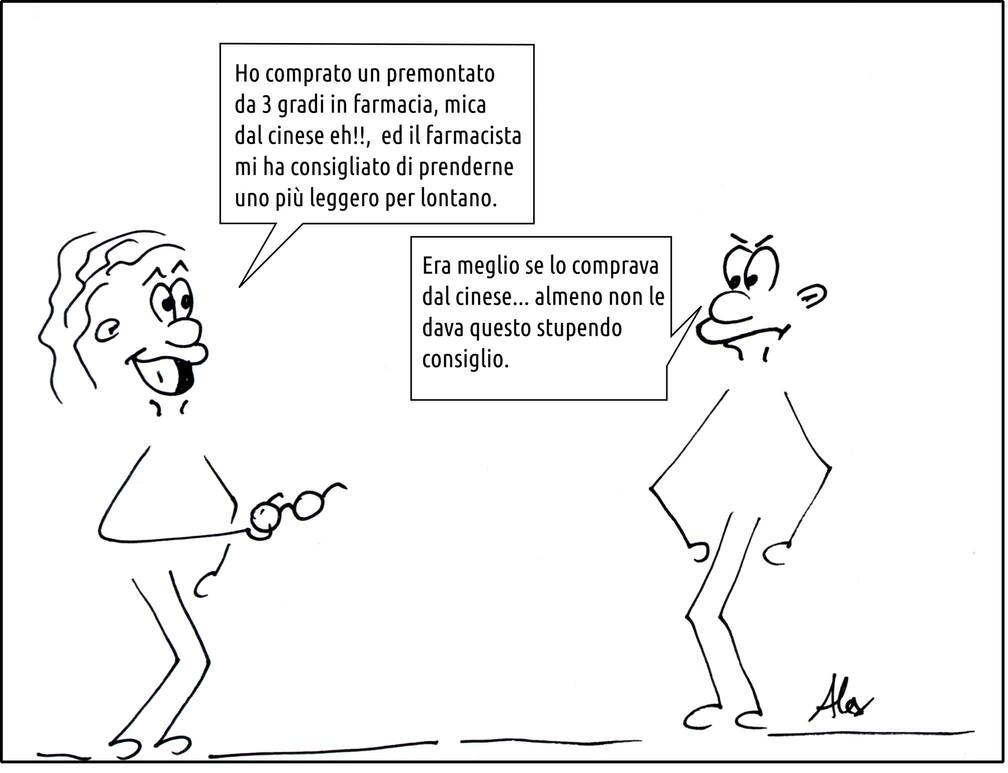 Ho comprato un premontato
da 3 gradi in farmacia, mica
dal cinese eh!!, ed il farmacista
mi ha consigliato di prenderne
uno più leggero per lontano.
Era meglio se lo comprava
dal cinese... almeno non le
dava questo stupendo
consiglio.
Alex